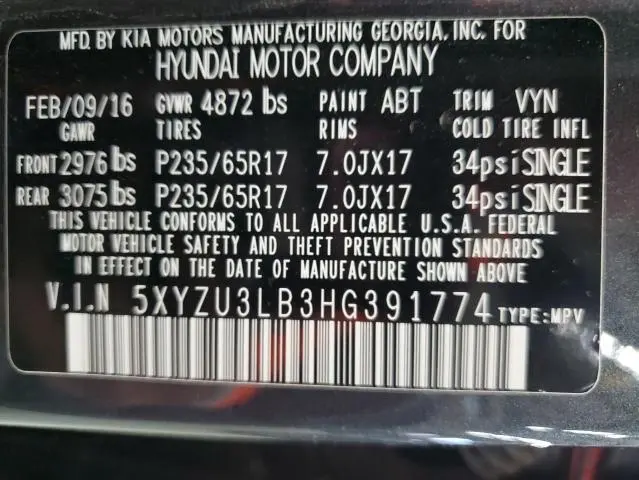 MFD. BY KIA MOTORS MANUFACTURING GEORGIA, INC. FOR
HYUNDAI MOTOR COMPANY
FEB/09/16 GVWR 4872 lbs PAINT ABT TRIM VYN
GAWR TIRES RIMS COLD TIRE INFL
FRONT 2976 lbs P235/65R17 7.0JX17 34psi SINGLE
REAR 3075 lbs P235/65R17 7.0JX17 34psi SINGLE
THIS VEHICLE CONFORMS TO ALL APPLICABLE U.S.A. FEDERAL
MOTOR VEHICLE SAFETY AND THEFT PREVENTION STANDARDS
IN EFFECT ON THE DATE OF MANUFACTURE SHOWN ABOVE
V.I.N 5XYZU3LB3HG391774 TYPE:MPV